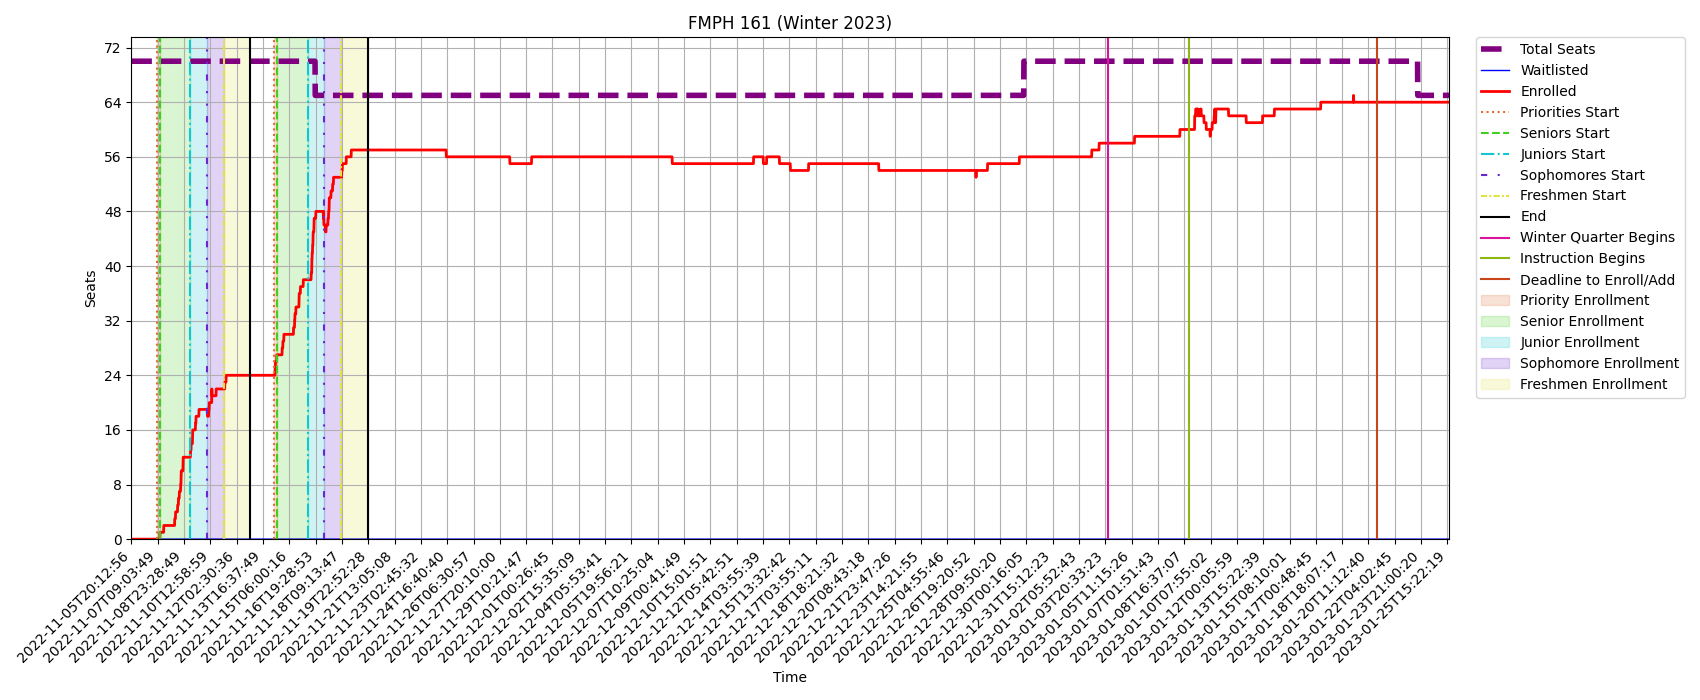 FMPH 161 (Winter 2023)
72
64
56
48
40
32
24
16
8
0
Seats
2022-11-05T20:12:56
2022-11-07T09:03:49
2022-11-08T23:28:49
2022-11-10T12:58:59
2022-11-12T02:30:36
2022-11-13T16:37:49
2022-11-15T06:00:16
2022-11-16T19:28:53
2022-11-18T09:13:47
2022-11-19T22:52:28
2022-11-21T13:05:08
2022-11-23T02:45:32
2022-11-24T16:40:40
2022-11-26T06:30:57
2022-11-27T20:10:00
2022-11-29T10:21:47
2022-12-01T00:26:45
2022-12-02T15:35:09
2022-12-04T05:53:41
2022-12-05T19:56:21
2022-12-07T10:25:04
2022-12-09T00:41:49
2022-12-10T15:01:51
2022-12-12T05:42:51
2022-12-14T03:55:39
2022-12-15T13:32:42
2022-12-17T03:55:11
2022-12-18T18:21:32
2022-12-20T08:43:18
2022-12-21T23:47:26
2022-12-23T14:21:55
2022-12-25T04:55:46
2022-12-26T19:20:52
2022-12-28T09:50:20
2022-12-30T00:16:05
2022-12-31T15:12:23
2023-01-02T05:52:43
2023-01-03T20:33:23
2023-01-05T11:15:26
2023-01-07T01:51:43
2023-01-08T16:37:07
2023-01-10T07:55:02
2023-01-12T00:05:59
2023-01-13T15:22:39
2023-01-15T08:10:01
2023-01-17T00:48:45
2023-01-18T18:07:17
2023-01-20T11:12:40
2023-01-22T04:02:45
2023-01-23T21:00:20
2023-01-25T15:22:19
Time
Total Seats
Waitlisted
Enrolled
Priorities Start
Seniors Start
Juniors Start
Sophomores Start
Freshmen Start
End
Winter Quarter Begins
Instruction Begins
Deadline to Enroll/Add
Priority Enrollment
Senior Enrollment
Junior Enrollment
Sophomore Enrollment
Freshmen Enrollment